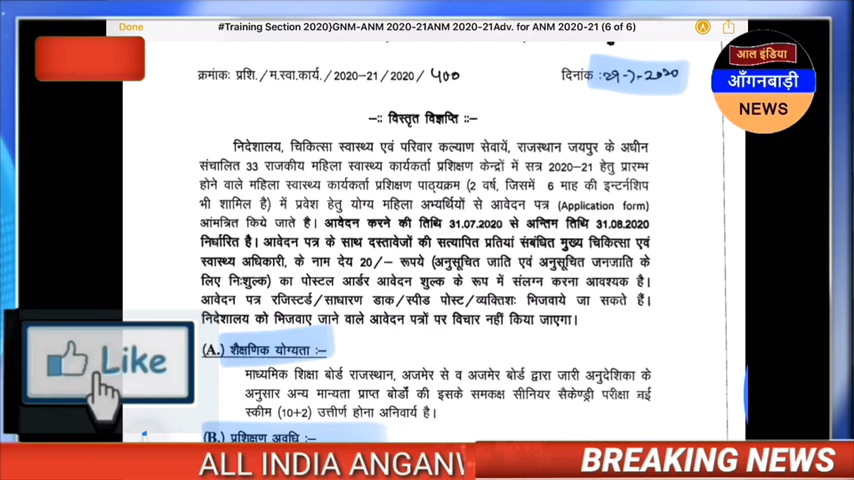 Done
#Training Section 2020}GNM-ANM 2020-21ANM 2020-21Adv. for ANM 2020-21 (6 of 6)
क्रमांकः प्रशि./म.स्वा.कार्य./2020-21/2020/ 500
दिनांक :29-7-2020
आल इंडिया
आँगनबाड़ी
NEWS
-:: विस्तृत विज्ञप्ति ::-
निदेशालय, चिकित्सा स्वास्थ्य एवं परिवार कल्याण सेवायें, राजस्थान जयपुर के अधीन
संचालित 33 राजकीय महिला स्वास्थ्य कार्यकर्ता प्रशिक्षण केन्द्रों में सत्र 2020-21 हेतु प्रारम्भ
होने वाले महिला स्वास्थ्य कार्यकर्ता प्रशिक्षण पाठ्यक्रम (2 वर्ष, जिसमें 6 माह की इन्टर्नशिप
भी शामिल है) में प्रवेश हेतु योग्य महिला अभ्यर्थियों से आवेदन पत्र (Application form)
आंमत्रित किये जाते है। आवेदन करने की तिथि 31.07.2020 से अन्तिम तिथि 31.08.2020
निर्धारित है। आवेदन पत्र के साथ दस्तावेजों की सत्यापित प्रतियां संबंधित मुख्य चिकित्सा एवं
स्वास्थ्य अधिकारी, के नाम देय 20/- रूपये (अनुसूचित जाति एवं अनुसूचित जनजाति के
लिए निःशुल्क) का पोस्टल आर्डर आवेदन शुल्क के रूप में संलग्न करना आवश्यक है।
आवेदन पत्र रजिस्टर्ड/साधारण डाक/स्पीड पोस्ट/व्यक्तिशः भिजवाये जा सकते हैं।
निदेशालय को भिजवाए जाने वाले आवेदन पत्रों पर विचार नहीं किया जाएगा।
(A.) शैक्षणिक योग्यता :-
माध्यमिक शिक्षा बोर्ड राजस्थान, अजमेर से व अजमेर बोर्ड द्वारा जारी अनुदेशिका के
अनुसार अन्य मान्यता प्राप्त बोर्डों की इसके समकक्ष सीनियर सैकेण्ड्री परीक्षा नई
स्कीम (10+2) उत्तीर्ण होना अनिवार्य है।
Like
(B.) प्रशिक्षण अवधि :-
ALL INDIA ANGANW
BREAKING NEWS